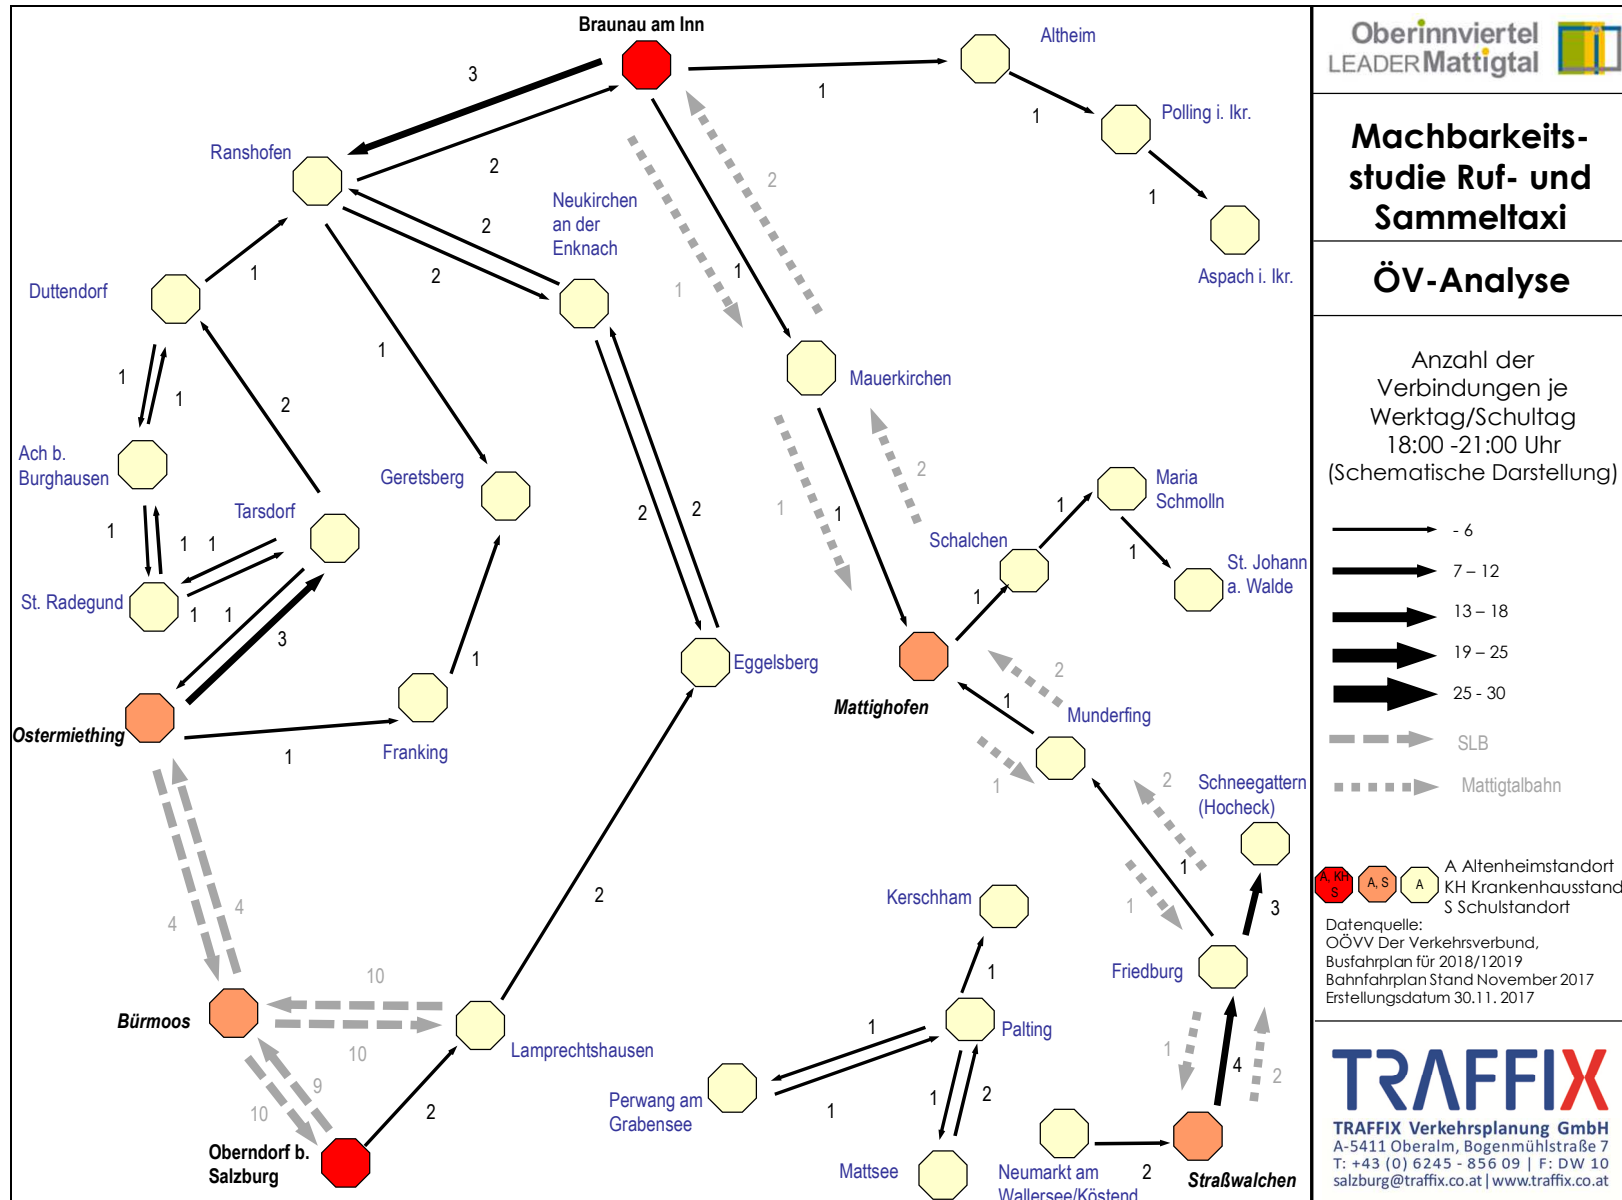 Braunau am Inn
Altheim
Polling i. Ikr.
Aspach i. Ikr.
Ranshofen
Neukirchen
an der
Enknach
Duttendorf
Mauerkirchen
Ach b.
Burghausen
Geretsberg
Tarsdorf
Maria
Schmolln
Schalchen
St. Johann
a. Walde
St. Radegund
Eggelsberg
Mattighofen
Munderfing
Ostermiething
Franking
Schneegattern
(Hocheck)
Kerschham
Friedburg
Bürmoos
Lamprechtshausen
Palting
Perwang am
Grabensee
Oberndorf b.
Salzburg
Mattsee
Neumarkt am
Wallersee/Köstend
Straßwalchen
3
1
1
1
2
2
2
2
1
1
1
1
1
1
2
1
1
1
1
1
1
1
3
1
1
2
2
1
1
2
1
1
1
1
2
1
2
1
1
2
1
1
3
4
4
2
10
10
9
10
2
1
1
1
1
2
2
1
4
2
Oberinnviertel
LEADER Mattigtal
Machbarkeits-
studie Ruf- und
Sammeltaxi
ÖV-Analyse
Anzahl der
Verbindungen je
Werktag/Schultag
18:00 -21:00 Uhr
(Schematische Darstellung)
- 6
7 – 12
13 – 18
19 – 25
25 - 30
SLB
Mattigtalbahn
A, KH
S
A, S
A
A Altenheimstandort
KH Krankenhausstand
S Schulstandort
Datenquelle:
OÖVV Der Verkehrsverbund,
Busfahrplan für 2018/12019
Bahnfahrplan Stand November 2017
Erstellungsdatum 30.11. 2017
TRAFFIX
TRAFFIX Verkehrsplanung GmbH
A-5411 Oberalm, Bogenmühlstraße 7
T: +43 (0) 6245 - 856 09 | F: DW 10
salzburg@traffix.co.at | www.traffix.co.at